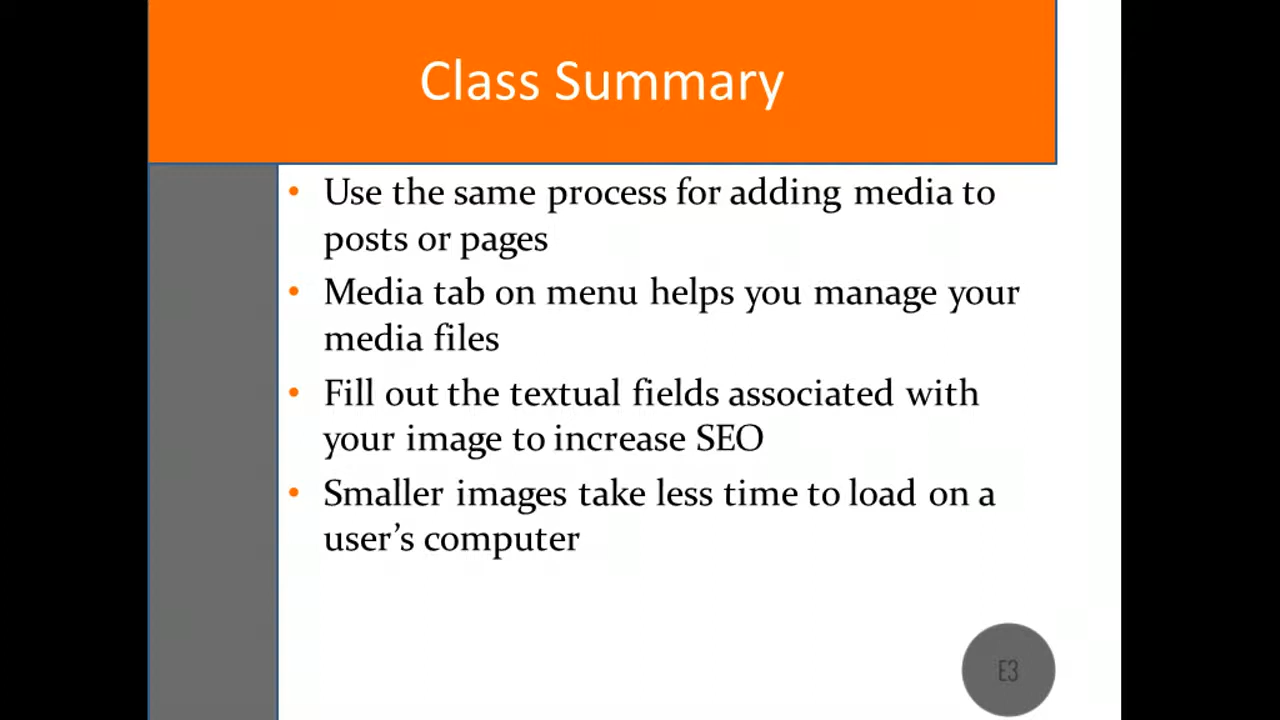 Class Summary
• Use the same process for adding media to
posts or pages
• Media tab on menu helps you manage your
media files
• Fill out the textual fields associated with
your image to increase SEO
• Smaller images take less time to load on a
user’s computer
E3